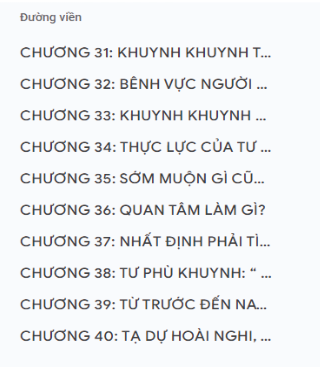 Đường viền
CHƯƠNG 31: KHUYNH KHUYNH T...
CHƯƠNG 32: BÊNH VỰC NGƯỜI ...
CHƯƠNG 33: KHUYNH KHUYNH ...
CHƯƠNG 34: THỰC LỰC CỦA TƯ ...
CHƯƠNG 35: SỚM MUỘN GÌ CŨ...
CHƯƠNG 36: QUAN TÂM LÀM GÌ?
CHƯƠNG 37: NHẤT ĐỊNH PHẢI TÌ...
CHƯƠNG 38: TƯ PHÙ KHUYNH: “ ...
CHƯƠNG 39: TỪ TRƯỚC ĐẾN NA...
CHƯƠNG 40: TẠ DỰ HOÀI NGHI, ...